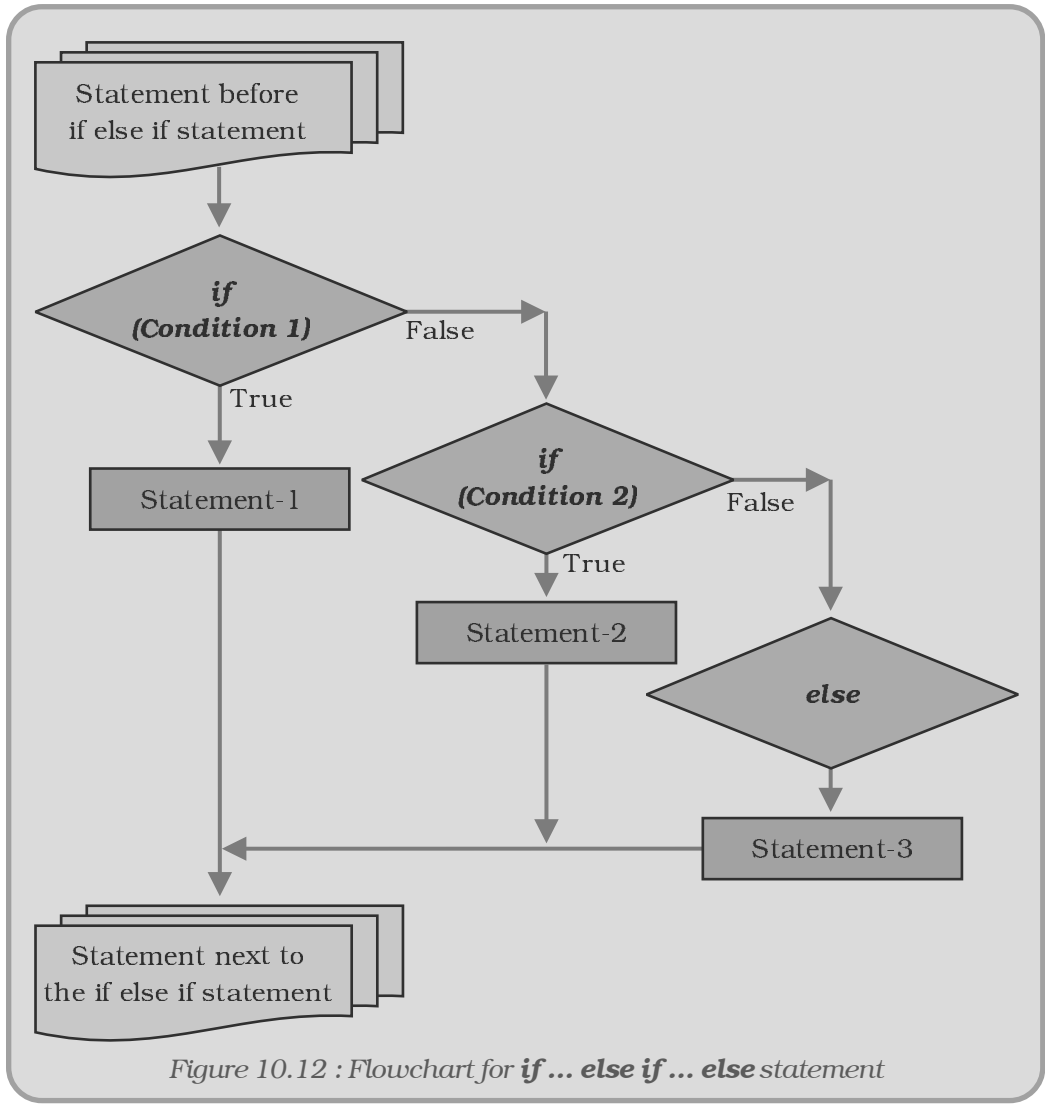 Statement before
if else if statement
if
(Condition 1)
False
True
if
(Condition 2)
Statement-1
False
True
Statement-2
else
Statement-3
Statement next to
the if else if statement
Figure 10.12 : Flowchart for if ... else if ... else statement